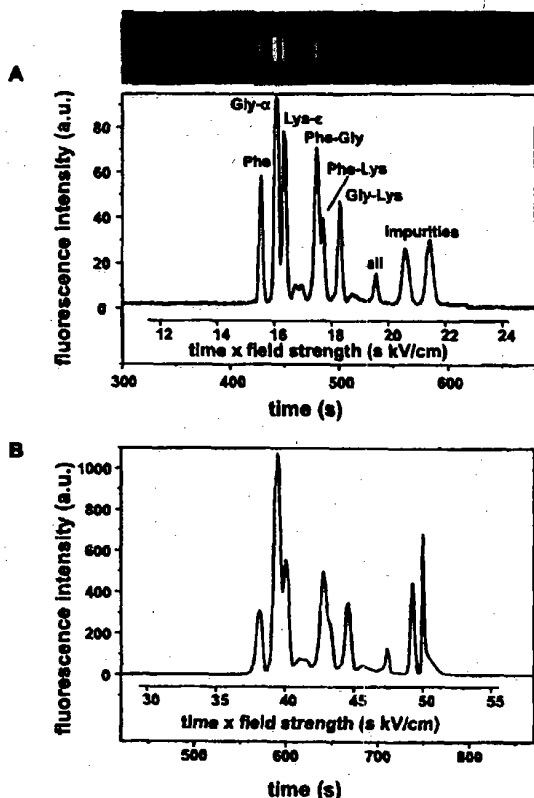 A
fluorescence intensity (a.u.)
80
60
40
20
0
Gly-α
Lys-ε
Phe
Phe-Gly
Phe-Lys
Gly-Lys
all
impurities
12 14 16 18 20 22 24
time x field strength (s kV/cm)
300 400 500 600
time (s)
B
fluorescence intensity (a.u.)
1000
800
600
400
200
0
30 35 40 45 50 55
time x field strength (s kV/cm)
500 600 700 800
time (s)